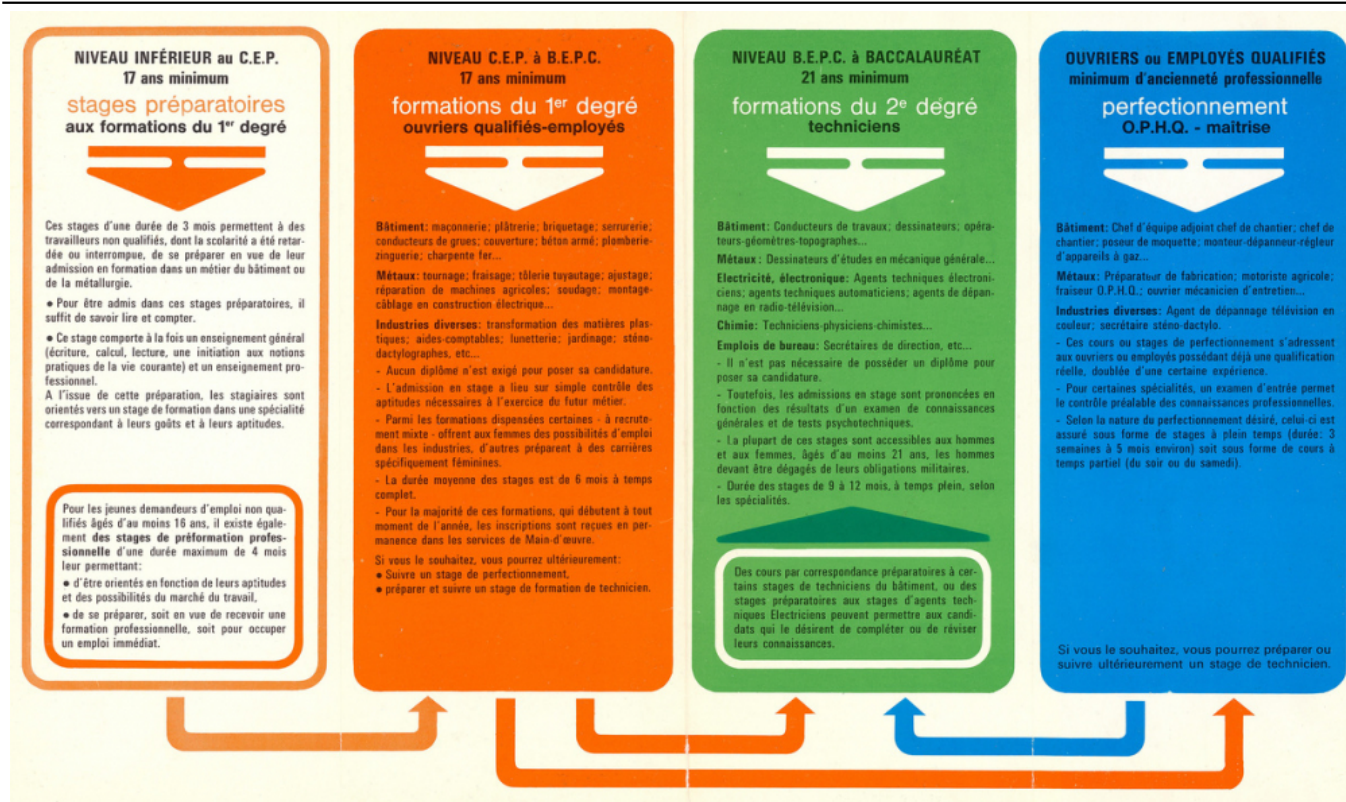 NIVEAU INFÉRIEUR au C.E.P.
17 ans minimum
stages préparatoires
aux formations du 1er degré
Ces stages d'une durée de 3 mois permettent à des
travailleurs non qualifiés, dont la scolarité a été retar-
dée ou interrompue, de se préparer en vue de leur
admission en formation dans un métier du bâtiment ou
de la métallurgie.
● Pour être admis dans ces stages préparatoires, il
suffit de savoir lire et compter.
● Ce stage comporte à la fois un enseignement général
(écriture, calcul, lecture, une initiation aux notions
pratiques de la vie courante) et un enseignement pro-
fessionnel.
A l'issue de cette préparation, les stagiaires sont
orientés vers un stage de formation dans une spécialité
correspondant à leurs goûts et à leurs aptitudes.
Pour les jeunes demandeurs d'emploi non qua-
lifiés âgés d'au moins 16 ans, il existe égale-
ment des stages de préformation profes-
sionnelle d'une durée maximum de 4 mois
leur permettant:
● d'être orientés en fonction de leurs aptitudes
et des possibilités du marché du travail,
● de se préparer, soit en vue de recevoir une
formation professionnelle, soit pour occuper
un emploi immédiat.
NIVEAU C.E.P. à B.E.P.C.
17 ans minimum
formations du 1er degré
ouvriers qualifiés-employés
Bâtiment: maçonnerie; plâtrerie; briquetage; serrurerie;
conducteurs de grues; couverture; béton armé; plomberie-
zinguerie; charpente fer...
Métaux: tournage; fraisage; tôlerie tuyautage; ajustage;
réparation de machines agricoles; soudage; montage-
câblage en construction électrique...
Industries diverses: transformation des matières plas-
tiques; aides-comptables; lunetterie; jardinage; sténo-
dactylographes, etc...
- Aucun diplôme n'est exigé pour poser sa candidature.
- L'admission en stage a lieu sur simple contrôle des
aptitudes nécessaires à l'exercice du futur métier.
- Parmi les formations dispensées certaines - à recrute-
ment mixte - offrent aux femmes des possibilités d'emploi
dans les industries, d'autres préparent à des carrières
spécifiquement féminines.
- La durée moyenne des stages est de 6 mois à temps
complet.
- Pour la majorité de ces formations, qui débutent à tout
moment de l'année, les inscriptions sont reçues en per-
manence dans les services de Main-d'œuvre.
Si vous le souhaitez, vous pourrez ultérieurement:
● Suivre un stage de perfectionnement,
● préparer et suivre un stage de formation de technicien.
NIVEAU B.E.P.C. à BACCALAURÉAT
21 ans minimum
formations du 2e degré
techniciens
Bâtiment: Conducteurs de travaux; dessinateurs; opéra-
teurs-géomètres-topographes...
Métaux: Dessinateurs d'études en mécanique générale...
Electricité, électronique: Agents techniques électroni-
ciens; agents techniques automaticiens; agents de dépan-
nage en radio-télévision...
Chimie: Techniciens-physiciens-chimistes...
Emplois de bureau: Secrétaires de direction, etc...
- Il n'est pas nécessaire de posséder un diplôme pour
poser sa candidature.
- Toutefois, les admissions en stage sont prononcées en
fonction des résultats d'un examen de connaissances
générales et de tests psychotechniques.
- La plupart de ces stages sont accessibles aux hommes
et aux femmes, âgés d'au moins 21 ans, les hommes
devant être dégagés de leurs obligations militaires.
- Durée des stages de 9 à 12 mois, à temps plein, selon
les spécialités.
Des cours par correspondance préparatoires à cer-
tains stages de techniciens du bâtiment, ou des
stages préparatoires aux stages d'agents tech-
niques Electriciens peuvent permettre aux candi-
dats qui le désirent de compléter ou de réviser
leurs connaissances.
OUVRIERS ou EMPLOYÉS QUALIFIÉS
minimum d'ancienneté professionnelle
perfectionnement
O.P.H.Q. - maîtrise
Bâtiment: Chef d'équipe adjoint chef de chantier; chef de
chantier; poseur de moquette; monteur-dépanneur-régleur
d'appareils à gaz...
Métaux: Préparateur de fabrication; motoriste agricole;
fraiseur O.P.H.Q.; ouvrier mécanicien d'entretien...
Industries diverses: Agent de dépannage télévision en
couleur; secrétaire sténo-dactylo.
- Ces cours ou stages de perfectionnement s'adressent
aux ouvriers ou employés possédant déjà une qualification
réelle, doublée d'une certaine expérience.
- Pour certaines spécialités, un examen d'entrée permet
le contrôle préalable des connaissances professionnelles.
- Selon la nature du perfectionnement désiré, celui-ci est
assuré sous forme de stages à plein temps (durée: 3
semaines à 5 mois environ) soit sous forme de cours à
temps partiel (du soir ou du samedi).
Si vous le souhaitez, vous pourrez préparer ou
suivre ultérieurement un stage de technicien.